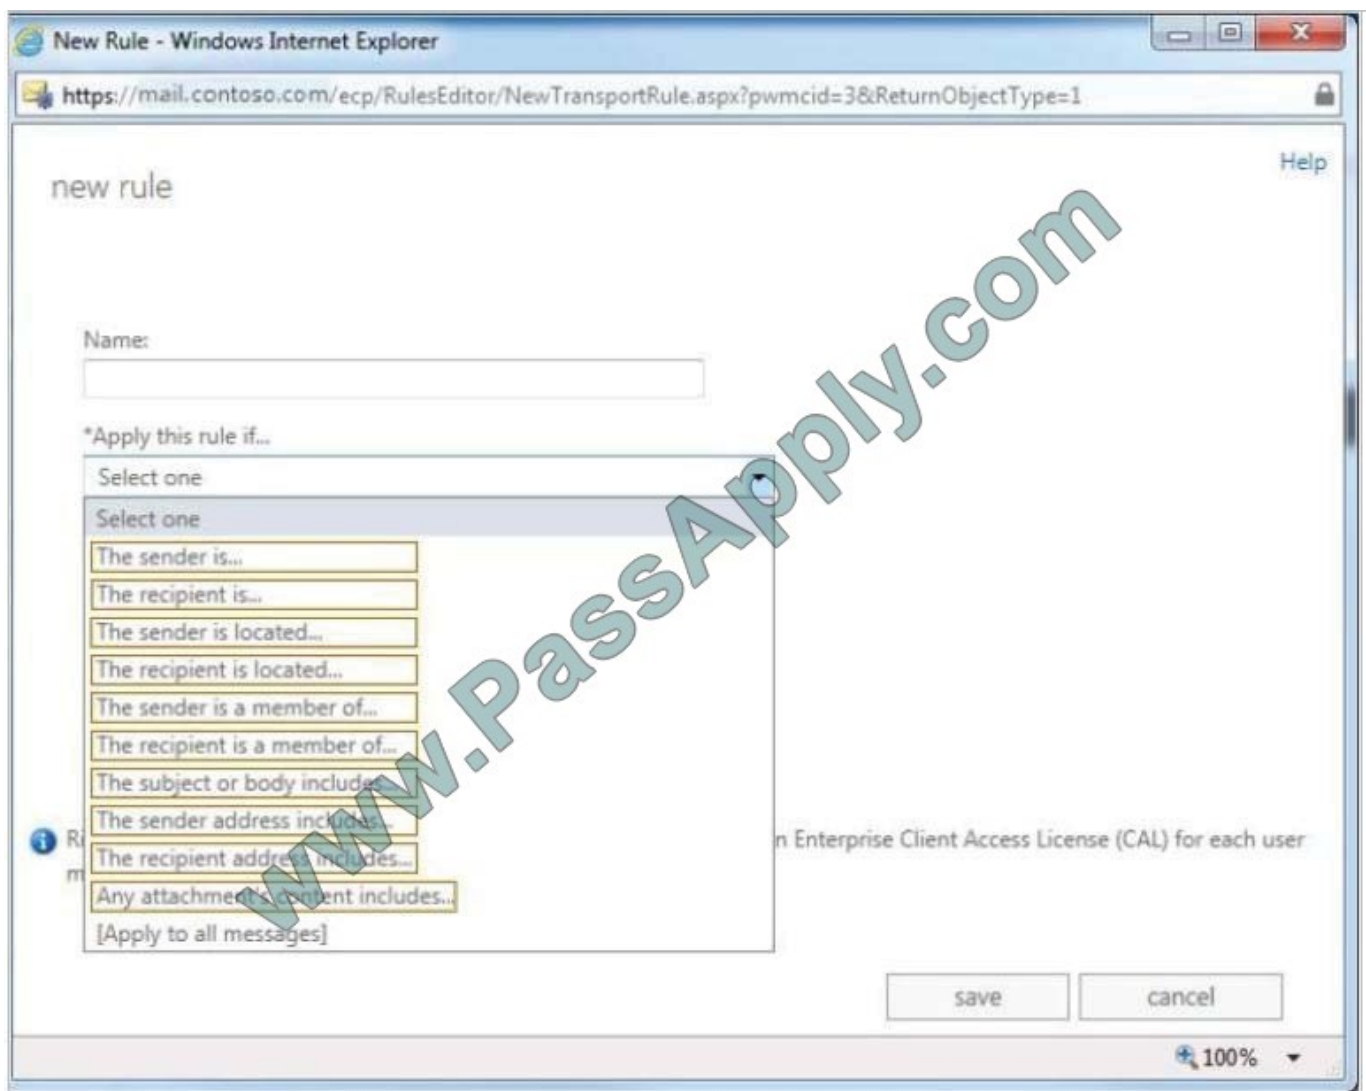 New Rule - Windows Internet Explorer
https://mail.contoso.com/ecp/RulesEditor/NewTransportRule.aspx?pwmcid=3&ReturnObjectType=1
Help
new rule
Name:
*Apply this rule if...
Select one
Select one
The sender is...
The recipient is...
The sender is located...
The recipient is located...
The sender is a member of...
The recipient is a member of...
The subject or body includes...
The sender address includes...
The recipient address includes...
Any attachment's content includes...
[Apply to all messages]
n Enterprise Client Access License (CAL) for each user
save
cancel
100%
www.PassApply.com